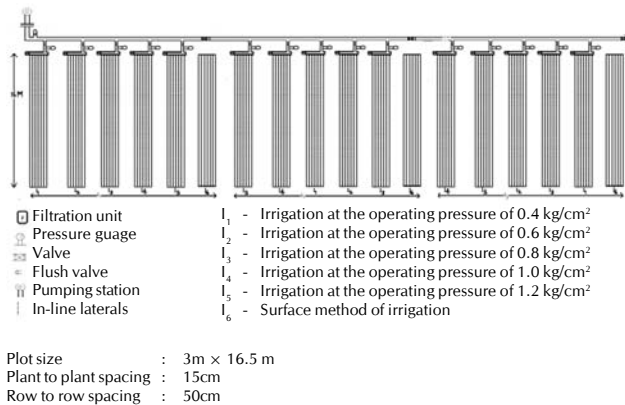 Filtration unit
Pressure guage
Valve
Flush valve
Pumping station
In-line laterals
I1 - Irrigation at the operating pressure of 0.4 kg/cm²
I2 - Irrigation at the operating pressure of 0.6 kg/cm²
I3 - Irrigation at the operating pressure of 0.8 kg/cm²
I4 - Irrigation at the operating pressure of 1.0 kg/cm²
I5 - Irrigation at the operating pressure of 1.2 kg/cm²
I6 - Surface method of irrigation
Plot size : 3m × 16.5 m
Plant to plant spacing : 15cm
Row to row spacing : 50cm